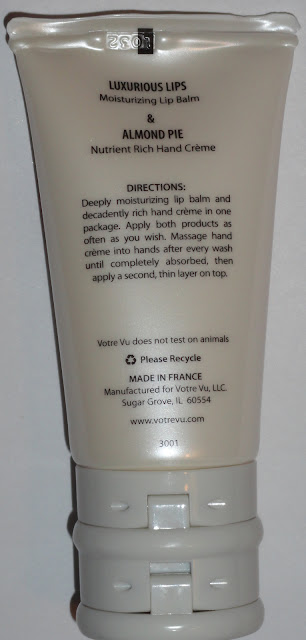 LUXURIOUS LIPS
Moisturizing Lip Balm
&
ALMOND PIE
Nutrient Rich Hand Crème
DIRECTIONS:
Deeply moisturizing lip balm and
decadently rich hand crème in one
package. Apply both products as
often as you wish. Massage hand
crème into hands after every wash
until completely absorbed, then
apply a second, thin layer on top.
Votre Vu does not test on animals
Please Recycle
MADE IN FRANCE
Manufactured for Votre Vu, LLC.
Sugar Grove, IL 60554
www.votrevu.com
3001